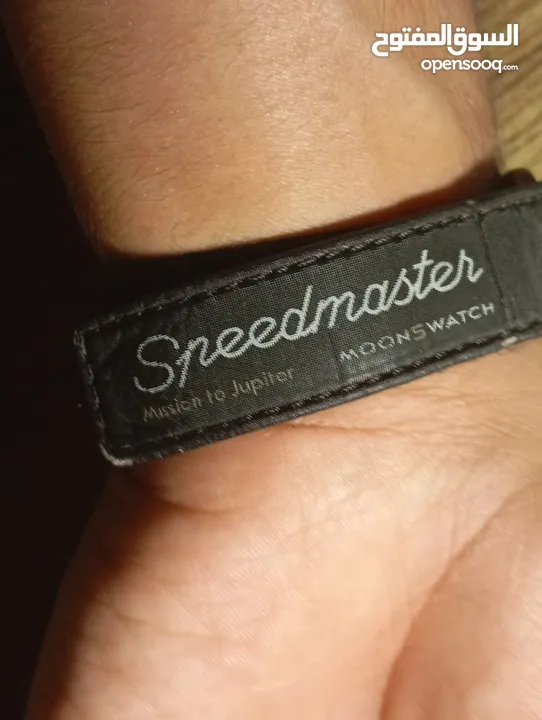 السوق المفتوح
opensooq.com
Speedmaster
MOONSWATCH
Mission to Jupiter